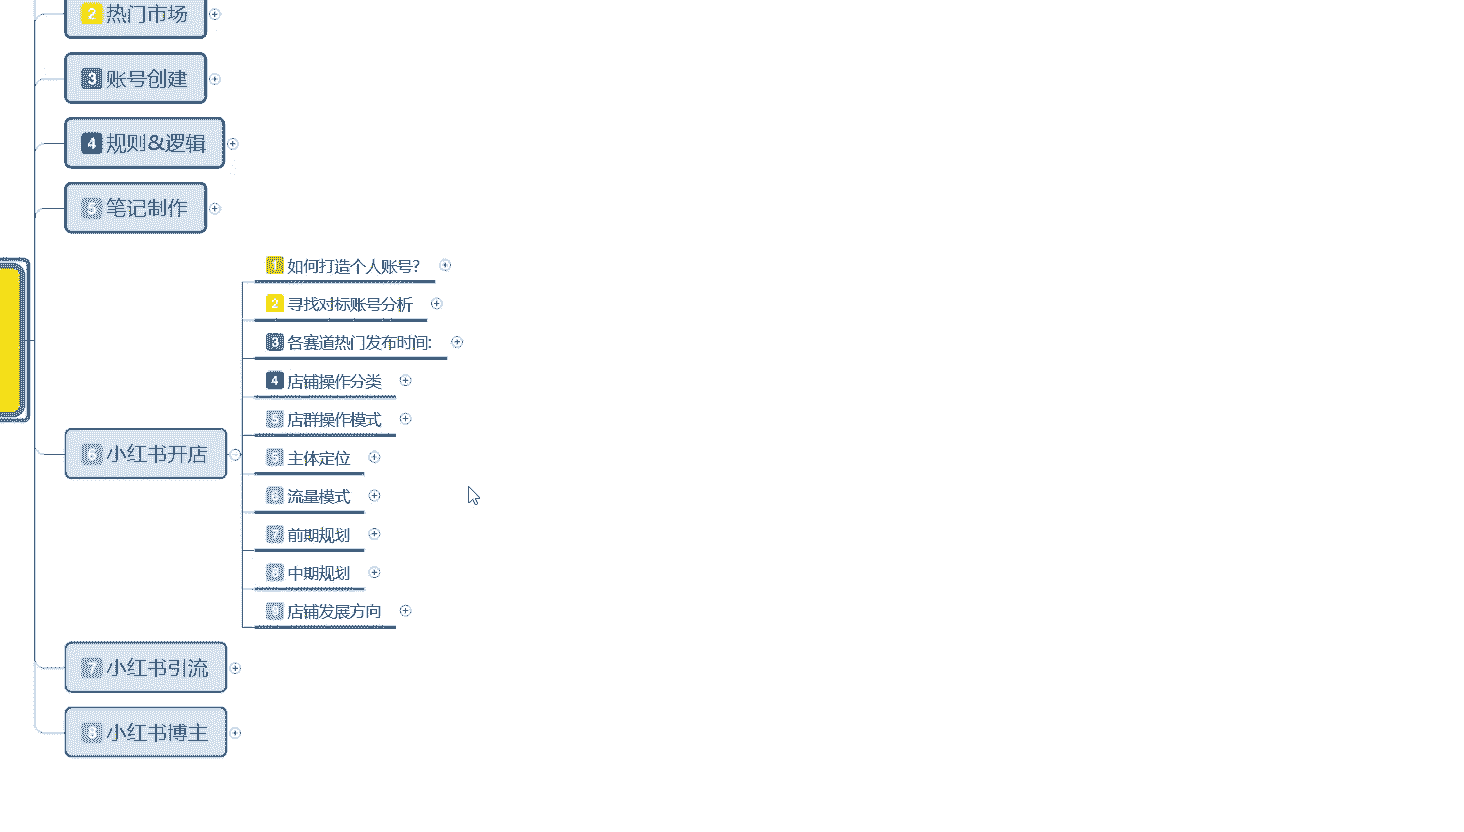 2 热门市场
3 账号创建
4 规则&逻辑
5 笔记制作
6 小红书开店
1 如何打造个人账号?
2 寻找对标账号分析
3 各赛道热门发布时间:
4 店铺操作分类
5 店群操作模式
5 主体定位
6 流量模式
7 前期规划
8 中期规划
店铺发展方向
7 小红书引流
8 小红书博主